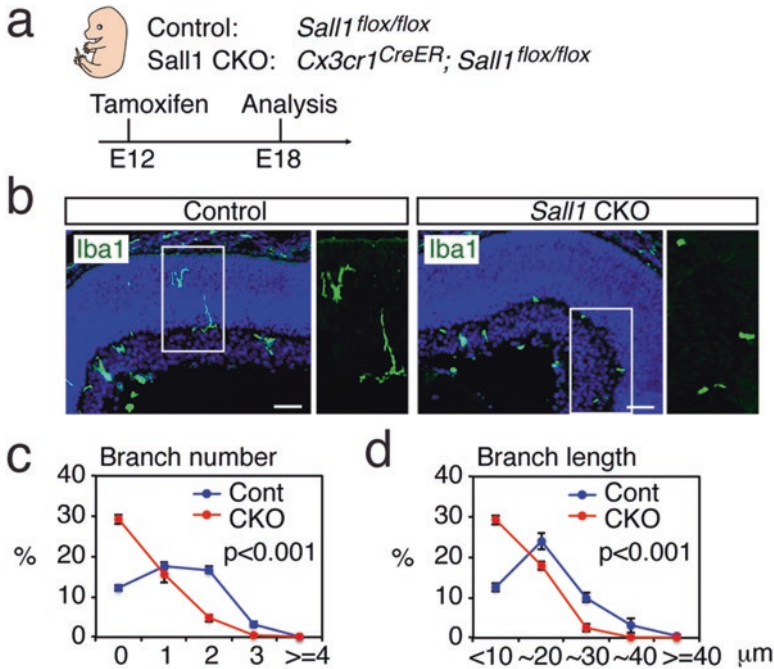 a
Control: Sall1flox/flox
Sall1 CKO: Cx3cr1CreER; Sall1flox/flox
Tamoxifen Analysis
E12 E18
b
Control Sall1 CKO
Iba1 Iba1
c Branch number
40
30
20
10
0
%
Cont
CKO
p<0.001
0 1 2 3 >=4
d Branch length
40
30
20
10
0
%
Cont
CKO
p<0.001
<10 ~20 ~30 ~40 >=40 μm